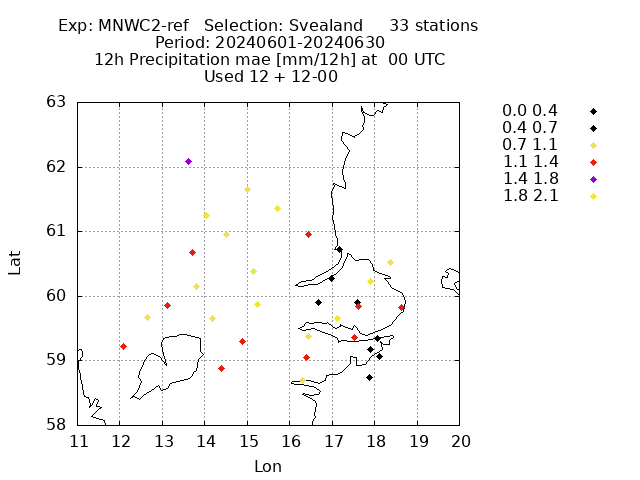 Exp: MNWC2-ref   Selection: Svealand     33 stations
Period: 20240601-20240630
12h Precipitation mae [mm/12h] at  00 UTC
Used 12 + 12-00
0.0 0.4
0.4 0.7
0.7 1.1
1.1 1.4
1.4 1.8
1.8 2.1
63
62
61
60
59
58
Lat
11 12 13 14 15 16 17 18 19 20
Lon